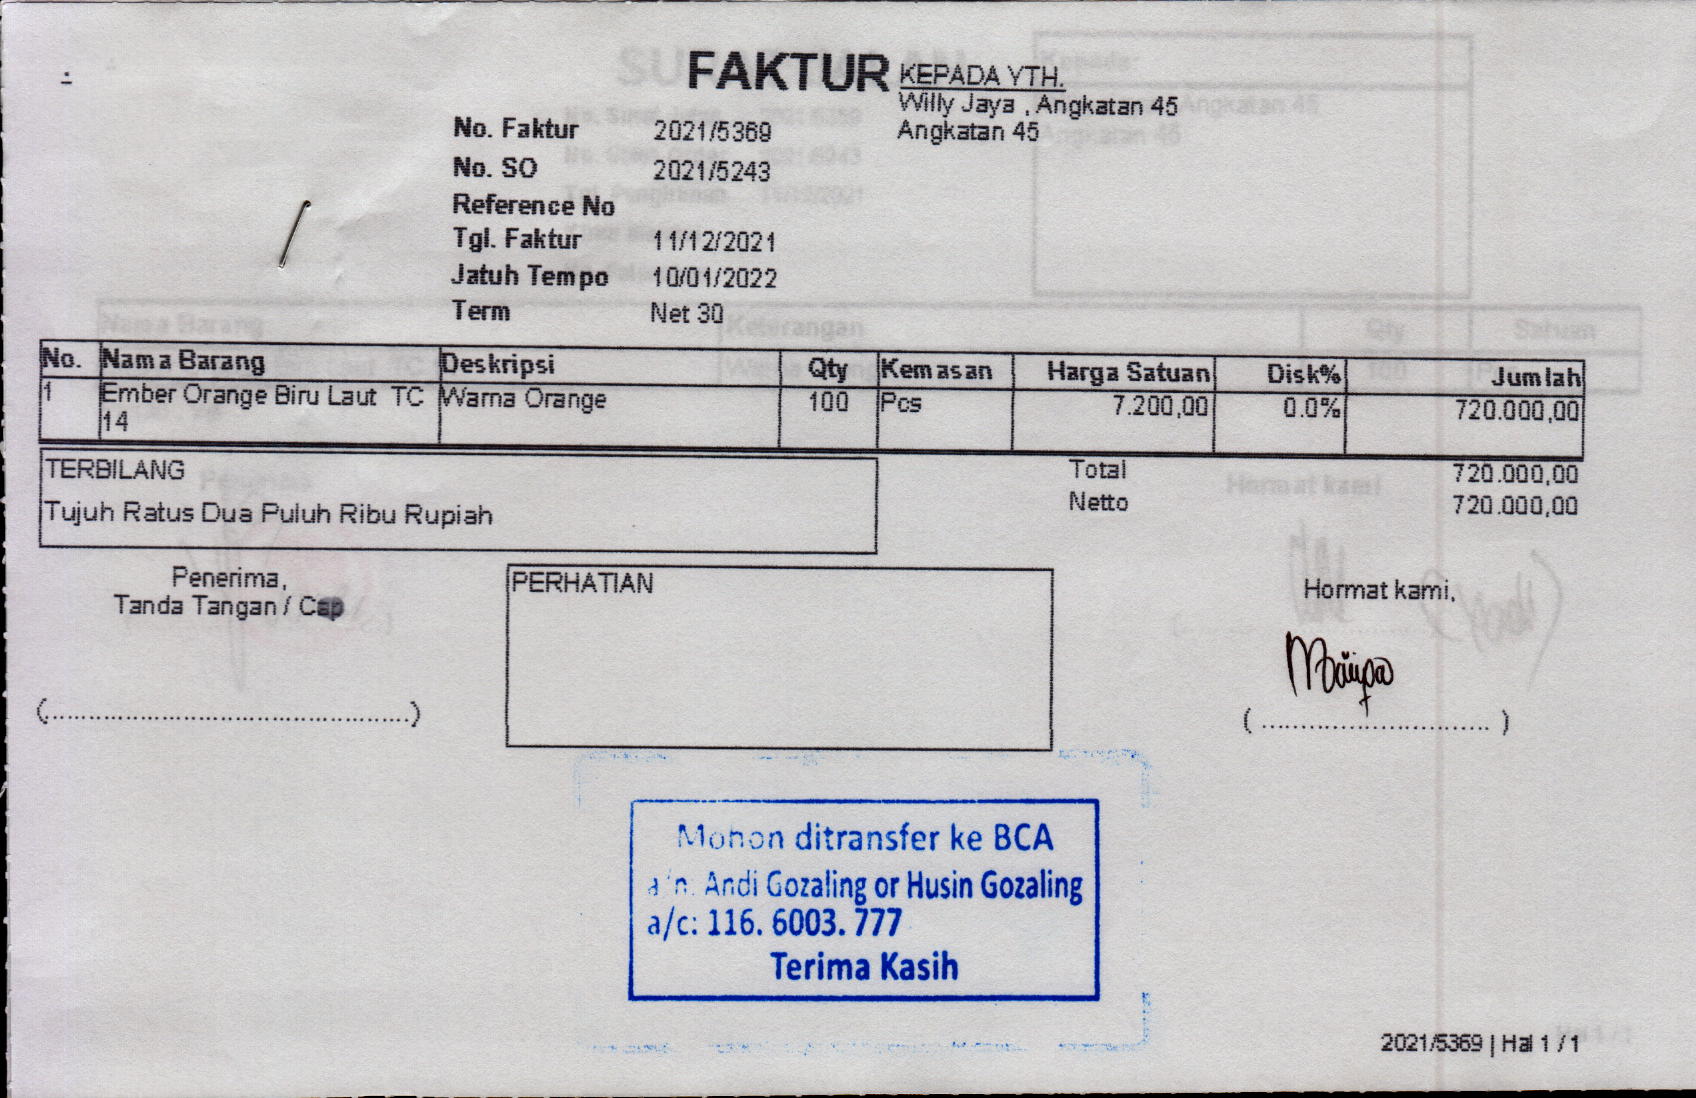 FAKTUR
KEPADA YTH.
Willy Jaya , Angkatan 45
Angkatan 45
No. Faktur 2021/5369
No. SO 2021/5243
Reference No
Tgl. Faktur 11/12/2021
Jatuh Tempo 10/01/2022
Term Net 30
No. Nama Barang Deskripsi Qty Kemasan Harga Satuan Disk% Jumlah
1 Ember Orange Biru Laut TC Warna Orange 100 Pcs 7.200,00 0.0% 720.000,00
14
TERBILANG
Tujuh Ratus Dua Puluh Ribu Rupiah
Total 720.000,00
Netto 720.000,00
Penerima,
Tanda Tangan / Cap
(................................................)
PERHATIAN
Hormat kami,
( .............................. )
Mohon ditransfer ke BCA
a/n. Andi Gozaling or Husin Gozaling
a/c: 116. 6003. 777
Terima Kasih
2021/5369 | Hal 1 / 1